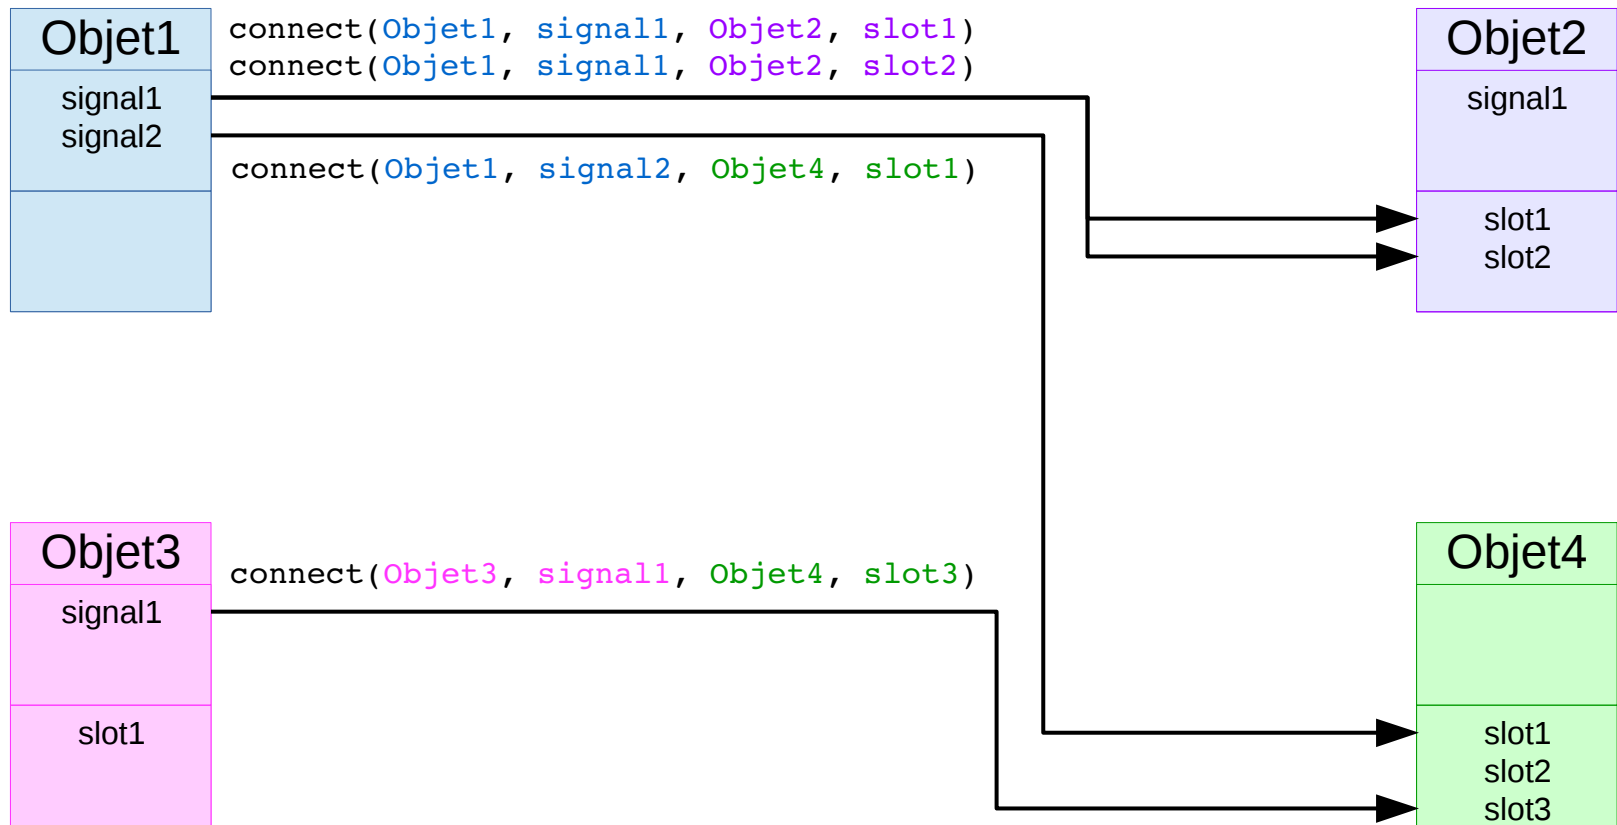 Objet1
signal1
signal2
connect(Objet1, signal1, Objet2, slot1)
connect(Objet1, signal1, Objet2, slot2)
connect(Objet1, signal2, Objet4, slot1)
Objet2
signal1
slot1
slot2
Objet3
signal1
slot1
connect(Objet3, signal1, Objet4, slot3)
Objet4
slot1
slot2
slot3